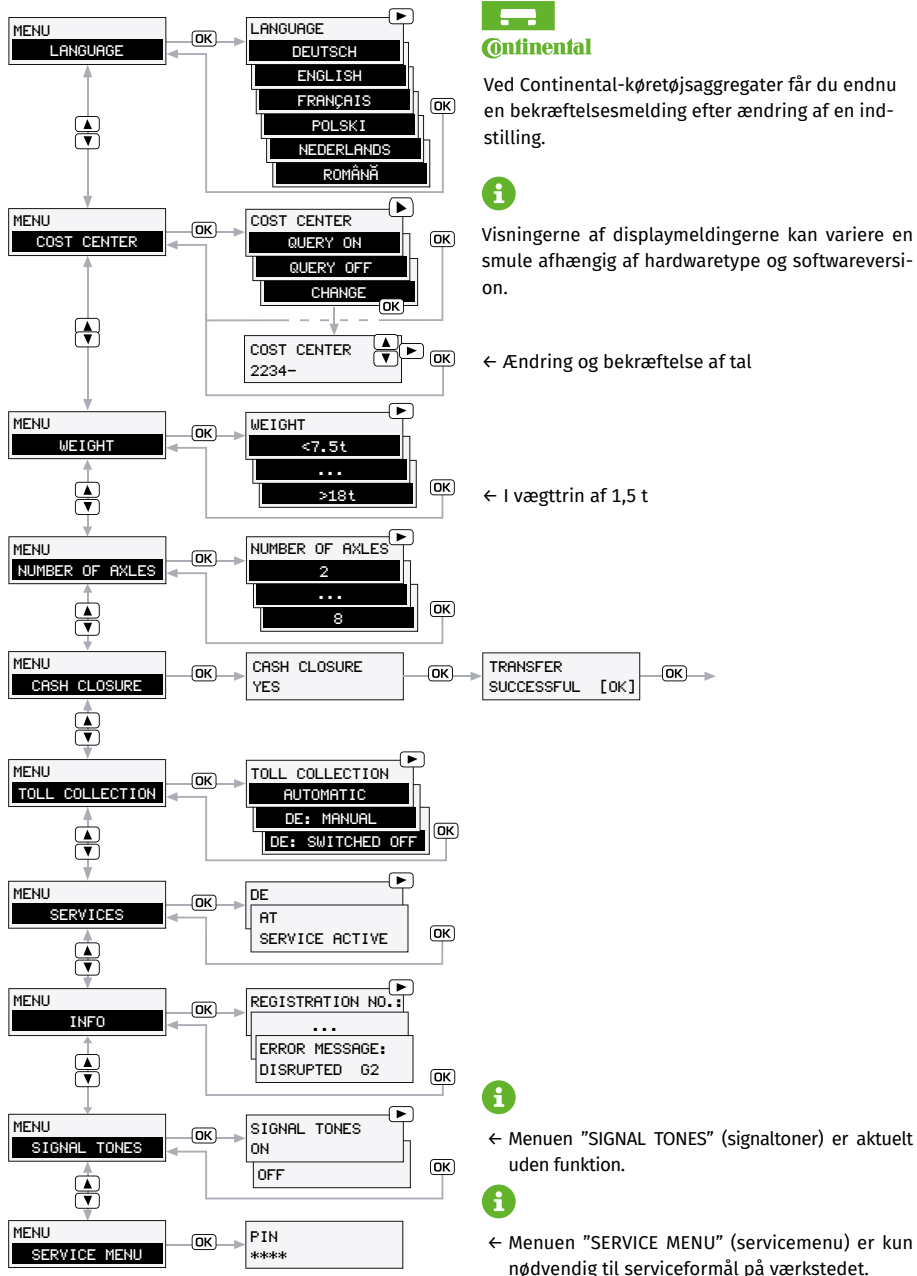 MENU
LANGUAGE
OK
LANGUAGE
DEUTSCH
ENGLISH
FRANÇAIS
POLSKI
NEDERLANDS
ROMÂNĂ
OK
Continental
Ved Continental-køretøjsaggregater får du endnu
en bekræftelsesmelding efter ændring af en ind-
stilling.
i
Visningerne af displaymeldingerne kan variere en
smule afhængig af hardwaretype og softwareversi-
on.
MENU
COST CENTER
OK
COST CENTER
QUERY ON
QUERY OFF
CHANGE
OK
OK
COST CENTER
2234-
OK
← Ændring og bekræftelse af tal
MENU
WEIGHT
OK
WEIGHT
<7.5t
...
>18t
OK
← I vægttrin af 1,5 t
MENU
NUMBER OF AXLES
OK
NUMBER OF AXLES
2
...
8
OK
MENU
CASH CLOSURE
OK
CASH CLOSURE
YES
OK
TRANSFER
SUCCESSFUL [OK]
OK
MENU
TOLL COLLECTION
OK
TOLL COLLECTION
AUTOMATIC
DE: MANUAL
DE: SWITCHED OFF
OK
MENU
SERVICES
OK
DE
AT
SERVICE ACTIVE
OK
MENU
INFO
OK
REGISTRATION NO.:
...
ERROR MESSAGE:
DISRUPTED G2
OK
MENU
SIGNAL TONES
OK
SIGNAL TONES
ON
OFF
OK
i
← Menuen ”SIGNAL TONES” (signaltoner) er aktuelt
uden funktion.
MENU
SERVICE MENU
OK
PIN
****
i
← Menuen ”SERVICE MENU” (servicemenu) er kun
nødvendig til serviceformål på værkstedet.